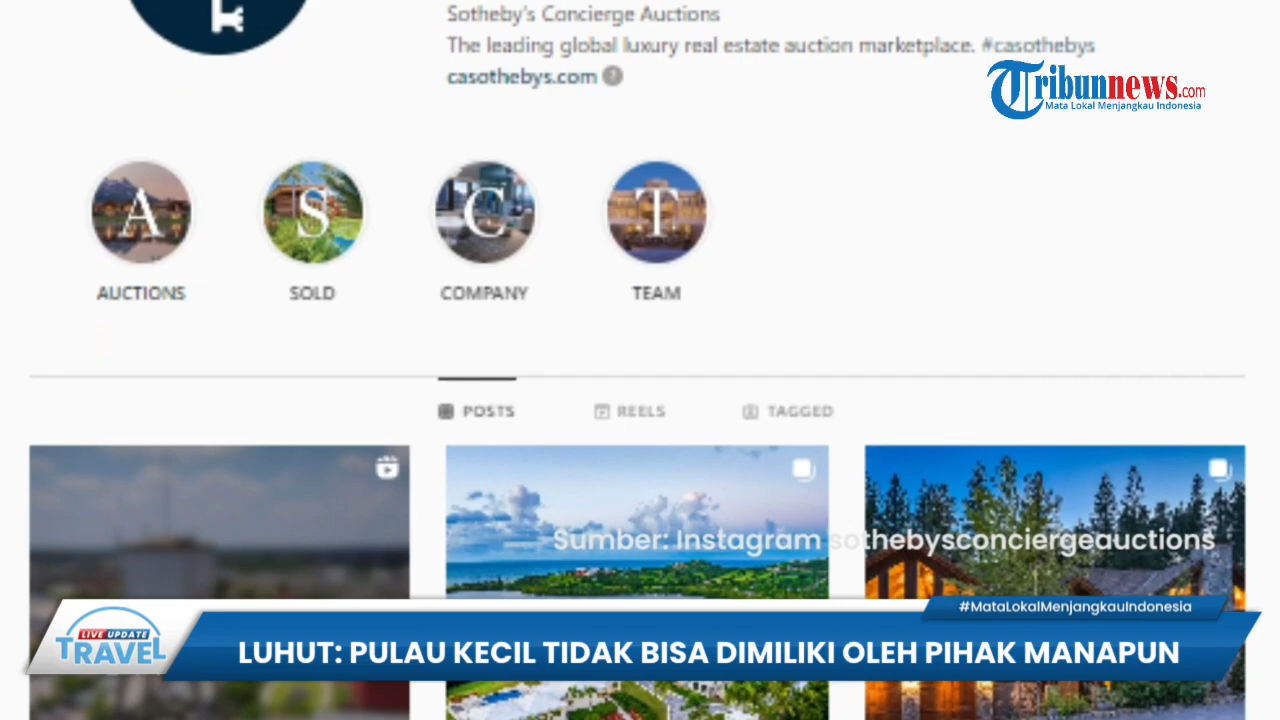 Sotheby's Concierge Auctions
The leading global luxury real estate auction marketplace. #casothebys
casothebys.com
Tribunnews.com
Mata Lokal Menjangkau Indonesia
A
S
C
T
AUCTIONS
SOLD
COMPANY
TEAM
POSTS
REELS
TAGGED
Sumber: Instagram sothebysconciergeauctions
#MataLokalMenjangkauIndonesia
LIVE UPDATE
TRAVEL
LUHUT: PULAU KECIL TIDAK BISA DIMILIKI OLEH PIHAK MANAPUN